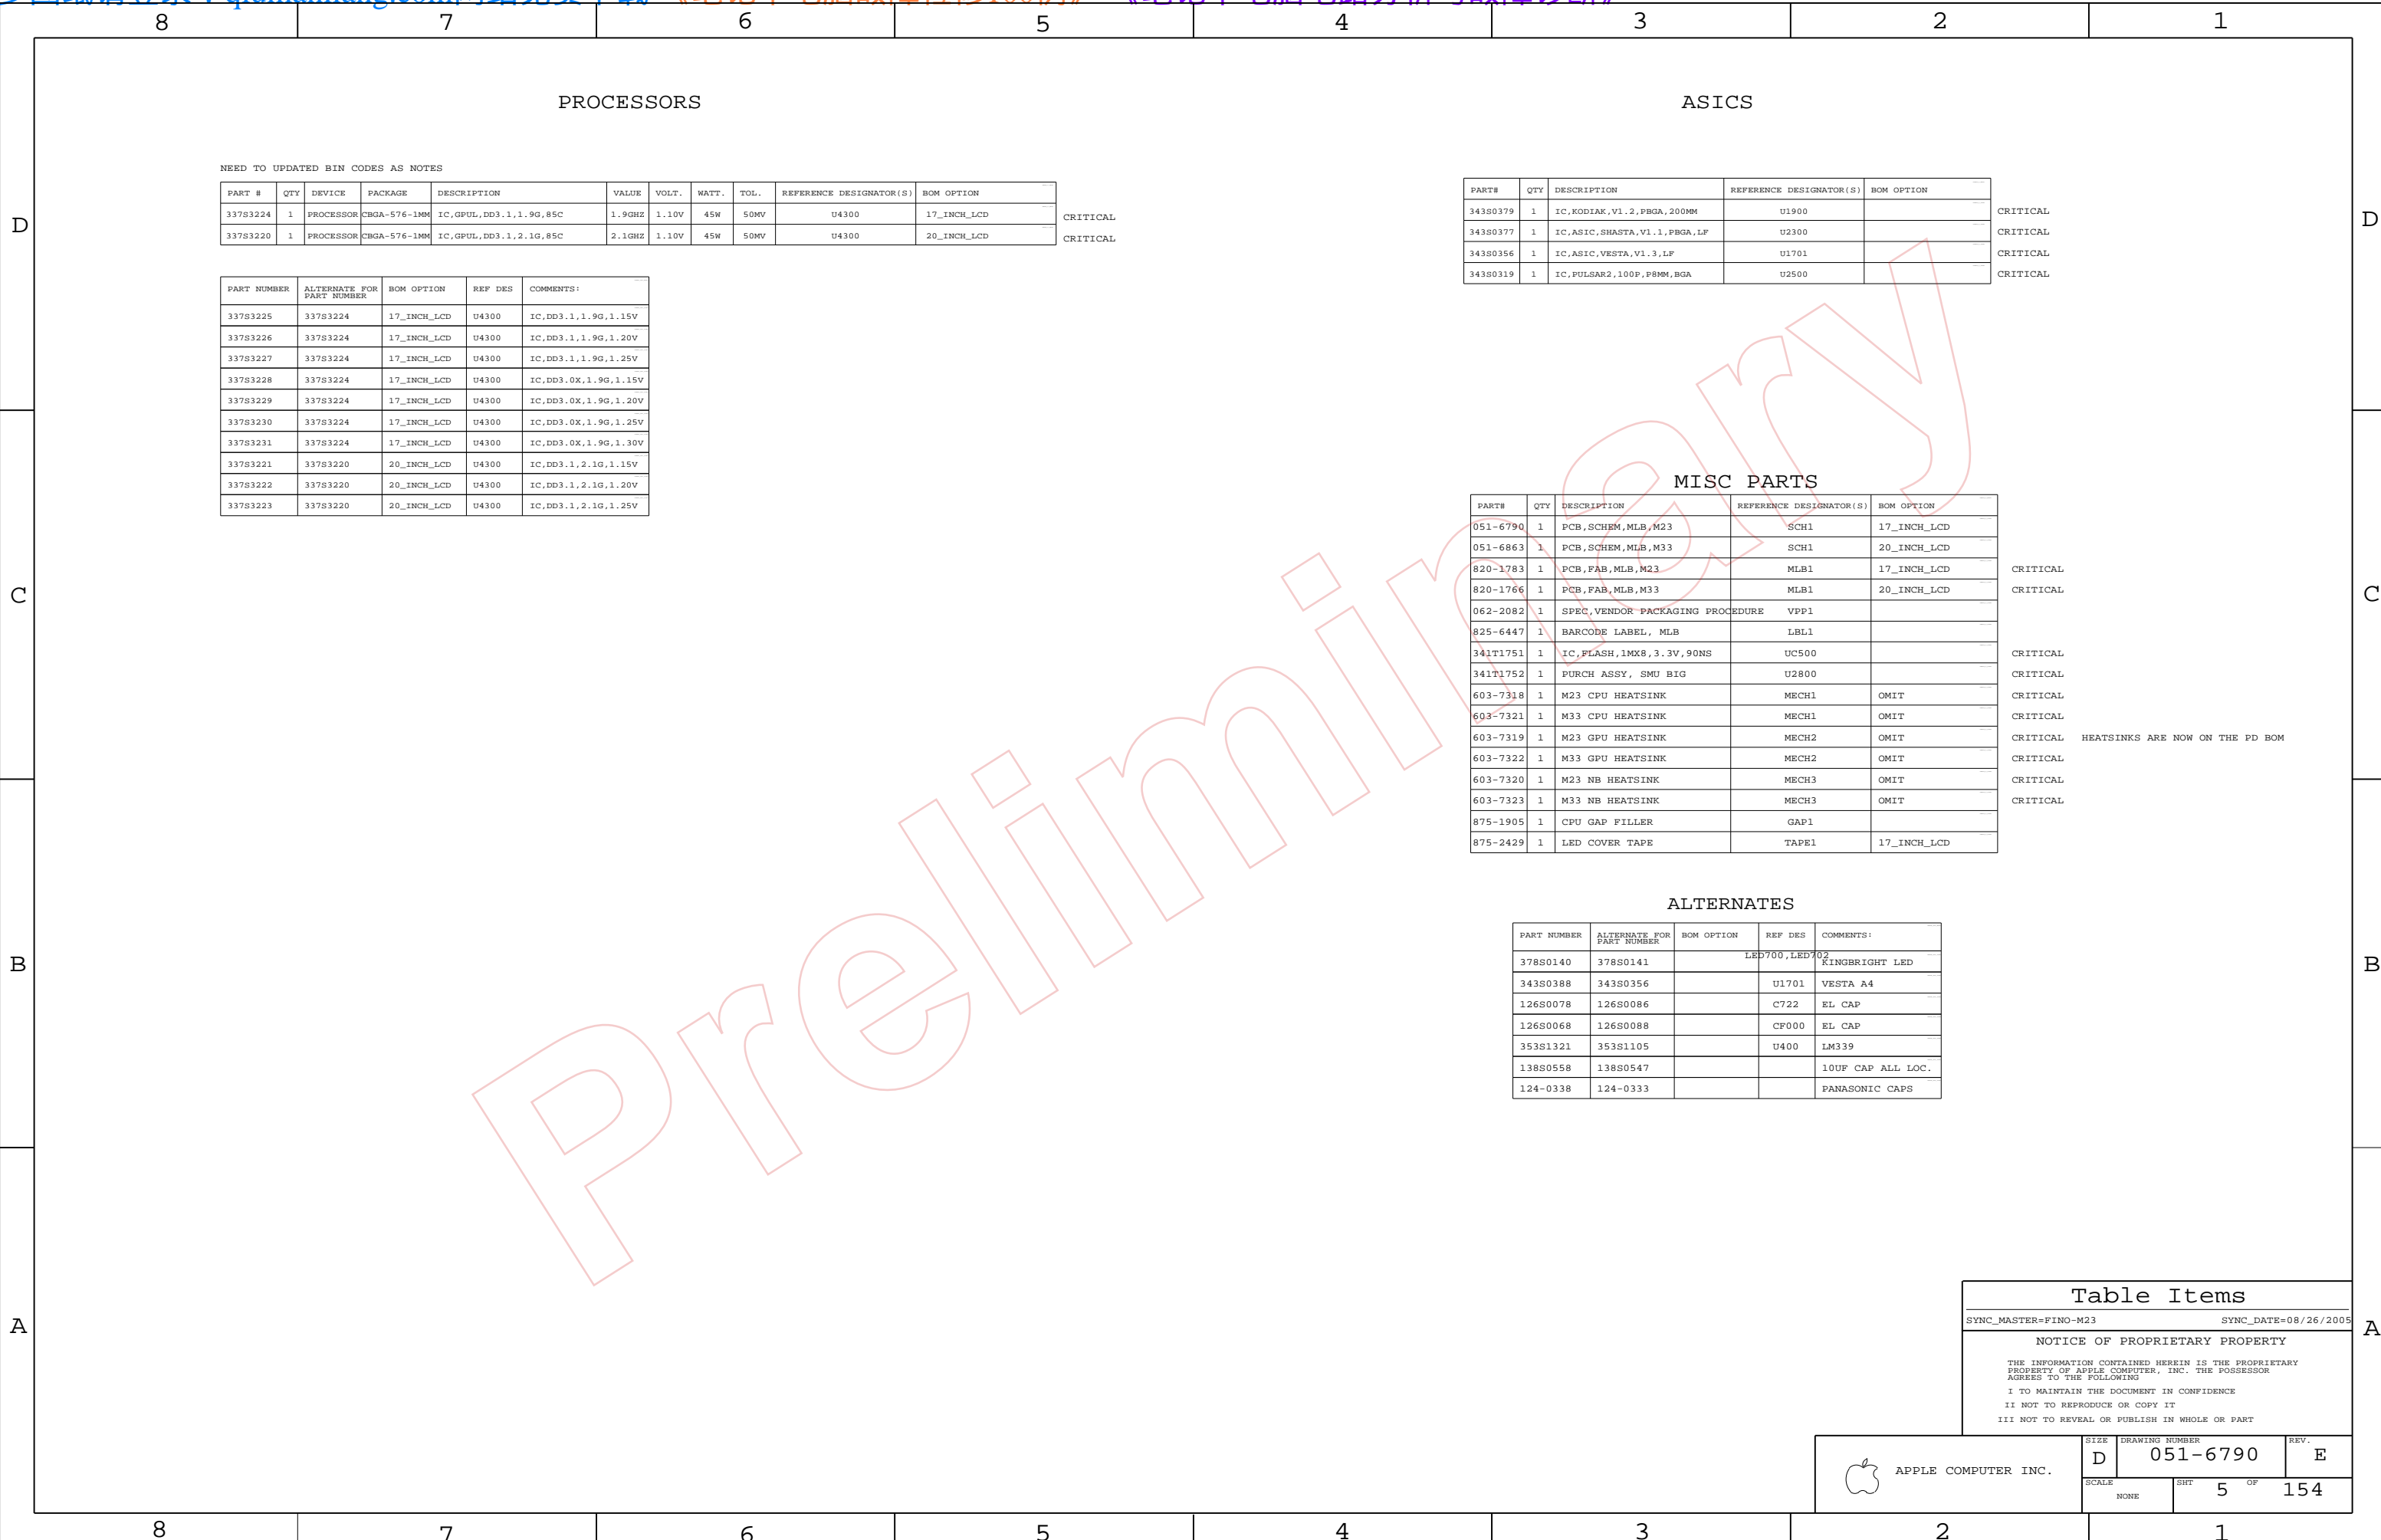 8 7 6 5 4 3 2 1
PROCESSORS
NEED TO UPDATED BIN CODES AS NOTES
PART # QTY DEVICE PACKAGE DESCRIPTION VALUE VOLT. WATT. TOL. REFERENCE DESIGNATOR(S) BOM OPTION
337S3224 1 PROCESSOR CBGA-576-1MM IC,GPUL,DD3.1,1.9G,85C 1.9GHZ 1.10V 45W 50MV U4300 17_INCH_LCD CRITICAL
337S3220 1 PROCESSOR CBGA-576-1MM IC,GPUL,DD3.1,2.1G,85C 2.1GHZ 1.10V 45W 50MV U4300 20_INCH_LCD CRITICAL
PART NUMBER ALTERNATE FOR PART NUMBER BOM OPTION REF DES COMMENTS:
337S3225 337S3224 17_INCH_LCD U4300 IC,DD3.1,1.9G,1.15V
337S3226 337S3224 17_INCH_LCD U4300 IC,DD3.1,1.9G,1.20V
337S3227 337S3224 17_INCH_LCD U4300 IC,DD3.1,1.9G,1.25V
337S3228 337S3224 17_INCH_LCD U4300 IC,DD3.0X,1.9G,1.15V
337S3229 337S3224 17_INCH_LCD U4300 IC,DD3.0X,1.9G,1.20V
337S3230 337S3224 17_INCH_LCD U4300 IC,DD3.0X,1.9G,1.25V
337S3231 337S3224 17_INCH_LCD U4300 IC,DD3.0X,1.9G,1.30V
337S3221 337S3220 20_INCH_LCD U4300 IC,DD3.1,2.1G,1.15V
337S3222 337S3220 20_INCH_LCD U4300 IC,DD3.1,2.1G,1.20V
337S3223 337S3220 20_INCH_LCD U4300 IC,DD3.1,2.1G,1.25V
ASICS
PART# QTY DESCRIPTION REFERENCE DESIGNATOR(S) BOM OPTION
343S0379 1 IC,KODIAK,V1.2,PBGA,200MM U1900 CRITICAL
343S0377 1 IC,ASIC,SHASTA,V1.1,PBGA,LF U2300 CRITICAL
343S0356 1 IC,ASIC,VESTA,V1.3,LF U1701 CRITICAL
343S0319 1 IC,PULSAR2,100P,P8MM,BGA U2500 CRITICAL
MISC PARTS
PART# QTY DESCRIPTION REFERENCE DESIGNATOR(S) BOM OPTION
051-6790 1 PCB,SCHEM,MLB,M23 SCH1 17_INCH_LCD
051-6863 1 PCB,SCHEM,MLB,M33 SCH1 20_INCH_LCD
820-1783 1 PCB,FAB,MLB,M23 MLB1 17_INCH_LCD CRITICAL
820-1766 1 PCB,FAB,MLB,M33 MLB1 20_INCH_LCD CRITICAL
062-2082 1 SPEC,VENDOR PACKAGING PROCEDURE VPP1
825-6447 1 BARCODE LABEL, MLB LBL1
341T1751 1 IC,FLASH,1MX8,3.3V,90NS UC500 CRITICAL
341T1752 1 PURCH ASSY, SMU BIG U2800 CRITICAL
603-7318 1 M23 CPU HEATSINK MECH1 OMIT CRITICAL
603-7321 1 M33 CPU HEATSINK MECH1 OMIT CRITICAL
603-7319 1 M23 GPU HEATSINK MECH2 OMIT CRITICAL HEATSINKS ARE NOW ON THE PD BOM
603-7322 1 M33 GPU HEATSINK MECH2 OMIT CRITICAL
603-7320 1 M23 NB HEATSINK MECH3 OMIT CRITICAL
603-7323 1 M33 NB HEATSINK MECH3 OMIT CRITICAL
875-1905 1 CPU GAP FILLER GAP1
875-2429 1 LED COVER TAPE TAPE1 17_INCH_LCD
ALTERNATES
PART NUMBER ALTERNATE FOR PART NUMBER BOM OPTION REF DES COMMENTS:
378S0140 378S0141 LED700,LED702 KINGBRIGHT LED
343S0388 343S0356 U1701 VESTA A4
126S0078 126S0086 C722 EL CAP
126S0068 126S0088 CF000 EL CAP
353S1321 353S1105 U400 LM339
138S0558 138S0547 10UF CAP ALL LOC.
124-0338 124-0333 PANASONIC CAPS
Preliminary
D D
C C
B B
A A
Table Items
SYNC_MASTER=FINO-M23 SYNC_DATE=08/26/2005
NOTICE OF PROPRIETARY PROPERTY
THE INFORMATION CONTAINED HEREIN IS THE PROPRIETARY
PROPERTY OF APPLE COMPUTER, INC. THE POSSESSOR
AGREES TO THE FOLLOWING
I TO MAINTAIN THE DOCUMENT IN CONFIDENCE
II NOT TO REPRODUCE OR COPY IT
III NOT TO REVEAL OR PUBLISH IN WHOLE OR PART
APPLE COMPUTER INC.
SIZE D DRAWING NUMBER 051-6790 REV. E
SCALE NONE SHT 5 OF 154
8 7 6 5 4 3 2 1